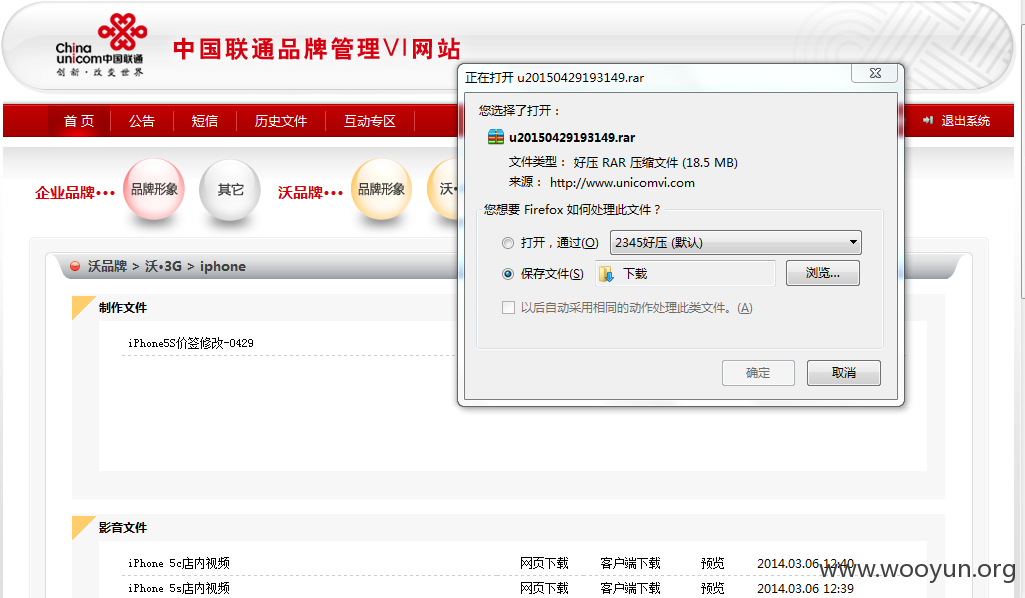 China
unicom中国联通
创新·改变世界
中国联通品牌管理VI网站
首 页
公告
短信
历史文件
互动专区
退出系统
企业品牌•••
品牌形象
其它
沃品牌•••
品牌形象
沃·
沃品牌 > 沃•3G > iphone
制作文件
iPhone5S价签修改-0429
影音文件
iPhone 5c店内视频 网页下载 客户端下载 预览 2014.03.06 12:40
iPhone 5s店内视频 网页下载 客户端下载 预览 2014.03.06 12:39
正在打开 u20150429193149.rar
您选择了打开：
u20150429193149.rar
文件类型： 好压 RAR 压缩文件 (18.5 MB)
来源： http://www.unicomvi.com
您想要 Firefox 如何处理此文件？
打开，通过(O) 2345好压 (默认)
保存文件(S) 下载 浏览...
以后自动采用相同的动作处理此类文件。(A)
确定 取消
www.wooyun.org